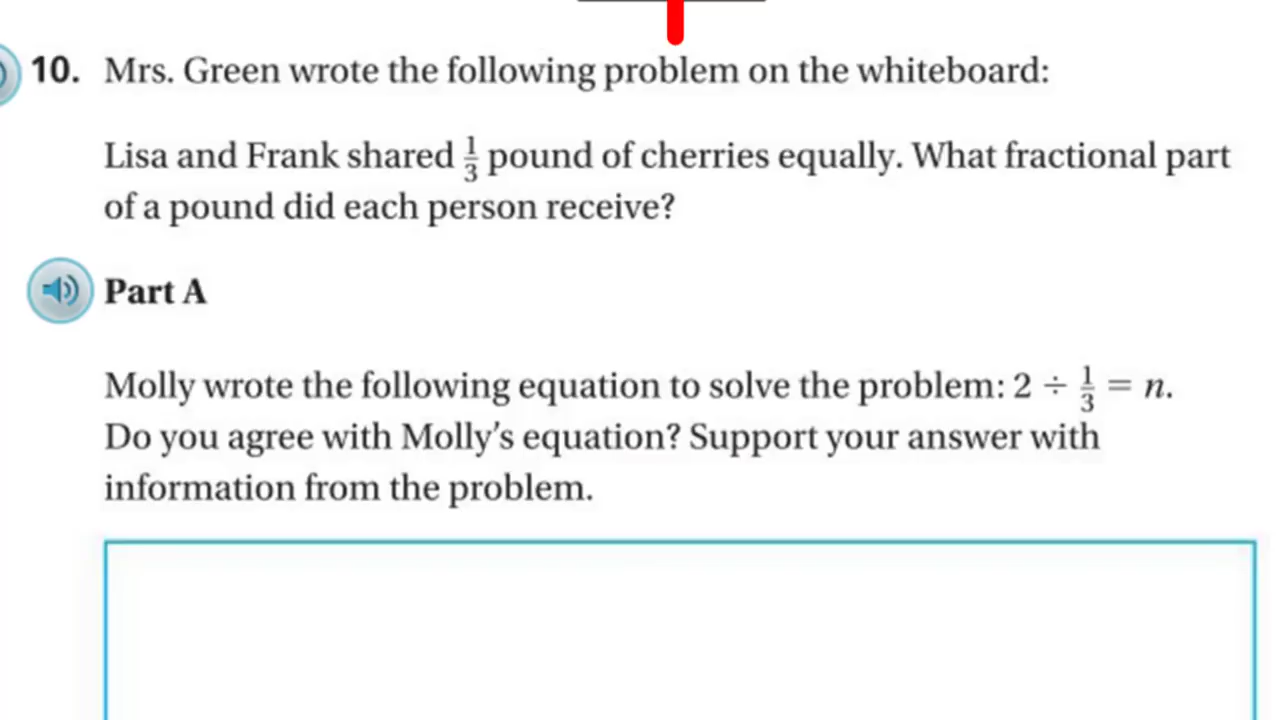 10. Mrs. Green wrote the following problem on the whiteboard:
Lisa and Frank shared 1/3 pound of cherries equally. What fractional part
of a pound did each person receive?
Part A
Molly wrote the following equation to solve the problem: 2 ÷ 1/3 = n.
Do you agree with Molly’s equation? Support your answer with
information from the problem.